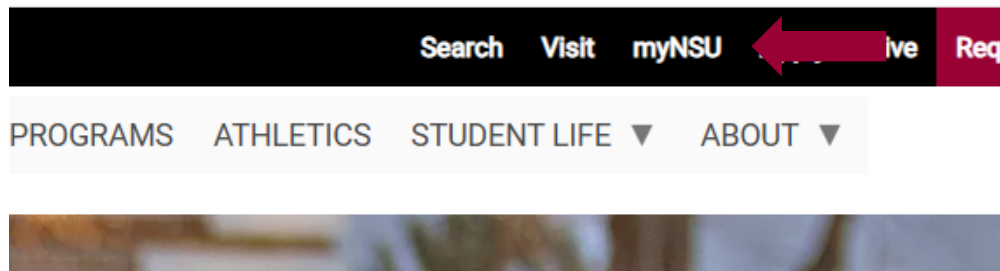 Search Visit myNSU
PROGRAMS ATHLETICS STUDENT LIFE ▼ ABOUT ▼